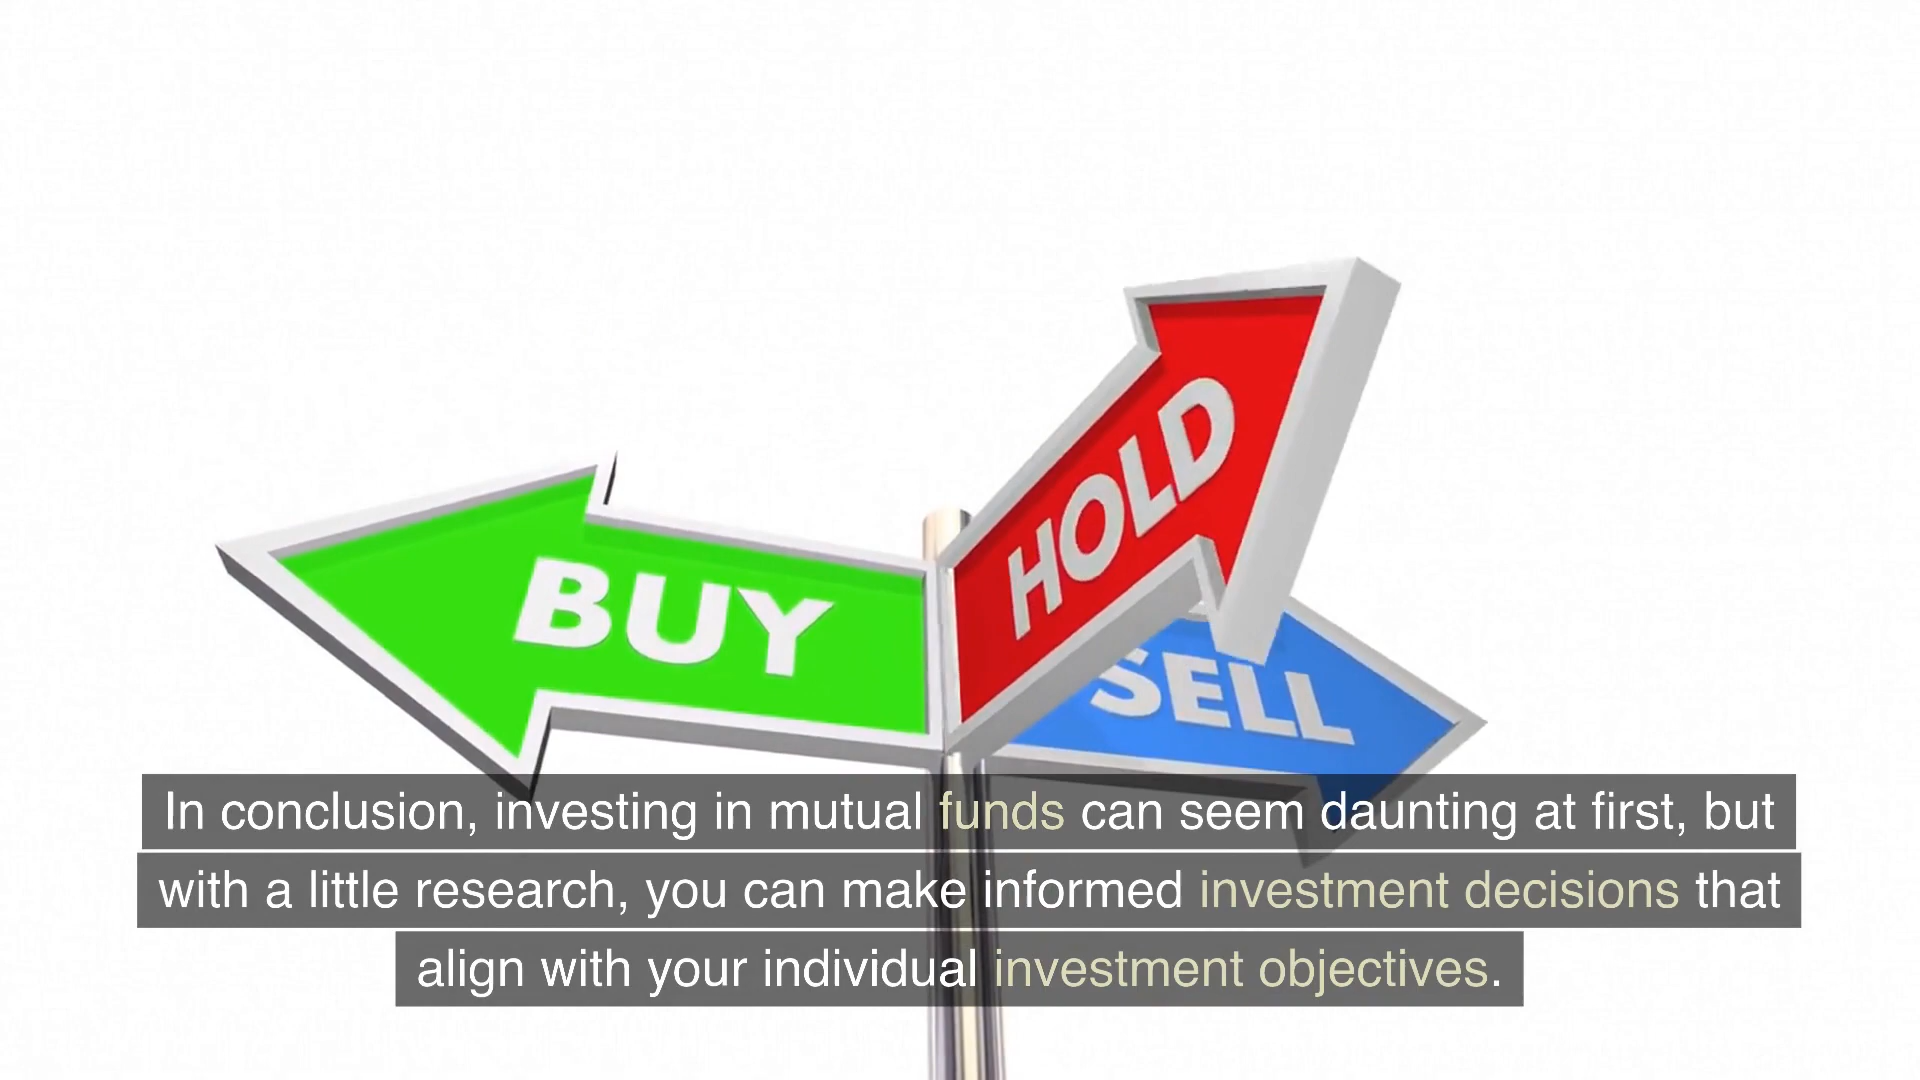 HOLD
BUY
SELL
In conclusion, investing in mutual funds can seem daunting at first, but
with a little research, you can make informed investment decisions that
align with your individual investment objectives.